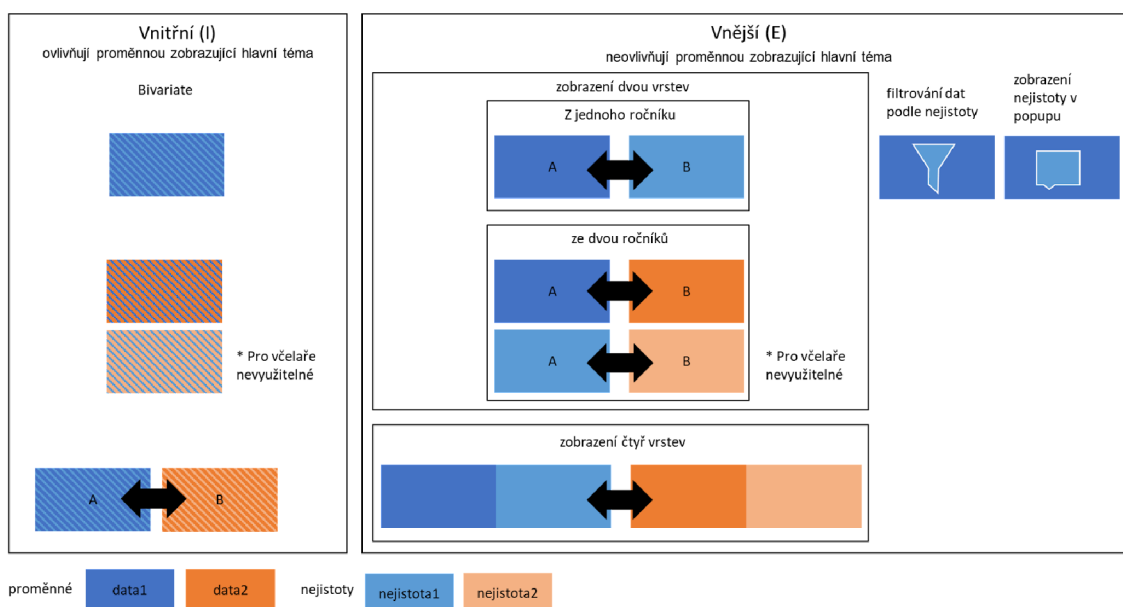 Vnitřní (I)
ovlivňují proměnnou zobrazující hlavní téma
Bivariate
* Pro včelaře
nevyužitelné
A
B
Vnější (E)
neovlivňují proměnnou zobrazující hlavní téma
zobrazení dvou vrstev
Z jednoho ročníku
A
B
ze dvou ročníků
A
B
A
B
* Pro včelaře
nevyužitelné
zobrazení čtyř vrstev
filtrování dat
podle nejistoty
zobrazení
nejistoty v
popupu
proměnné
data1
data2
nejistoty
nejistota1
nejistota2